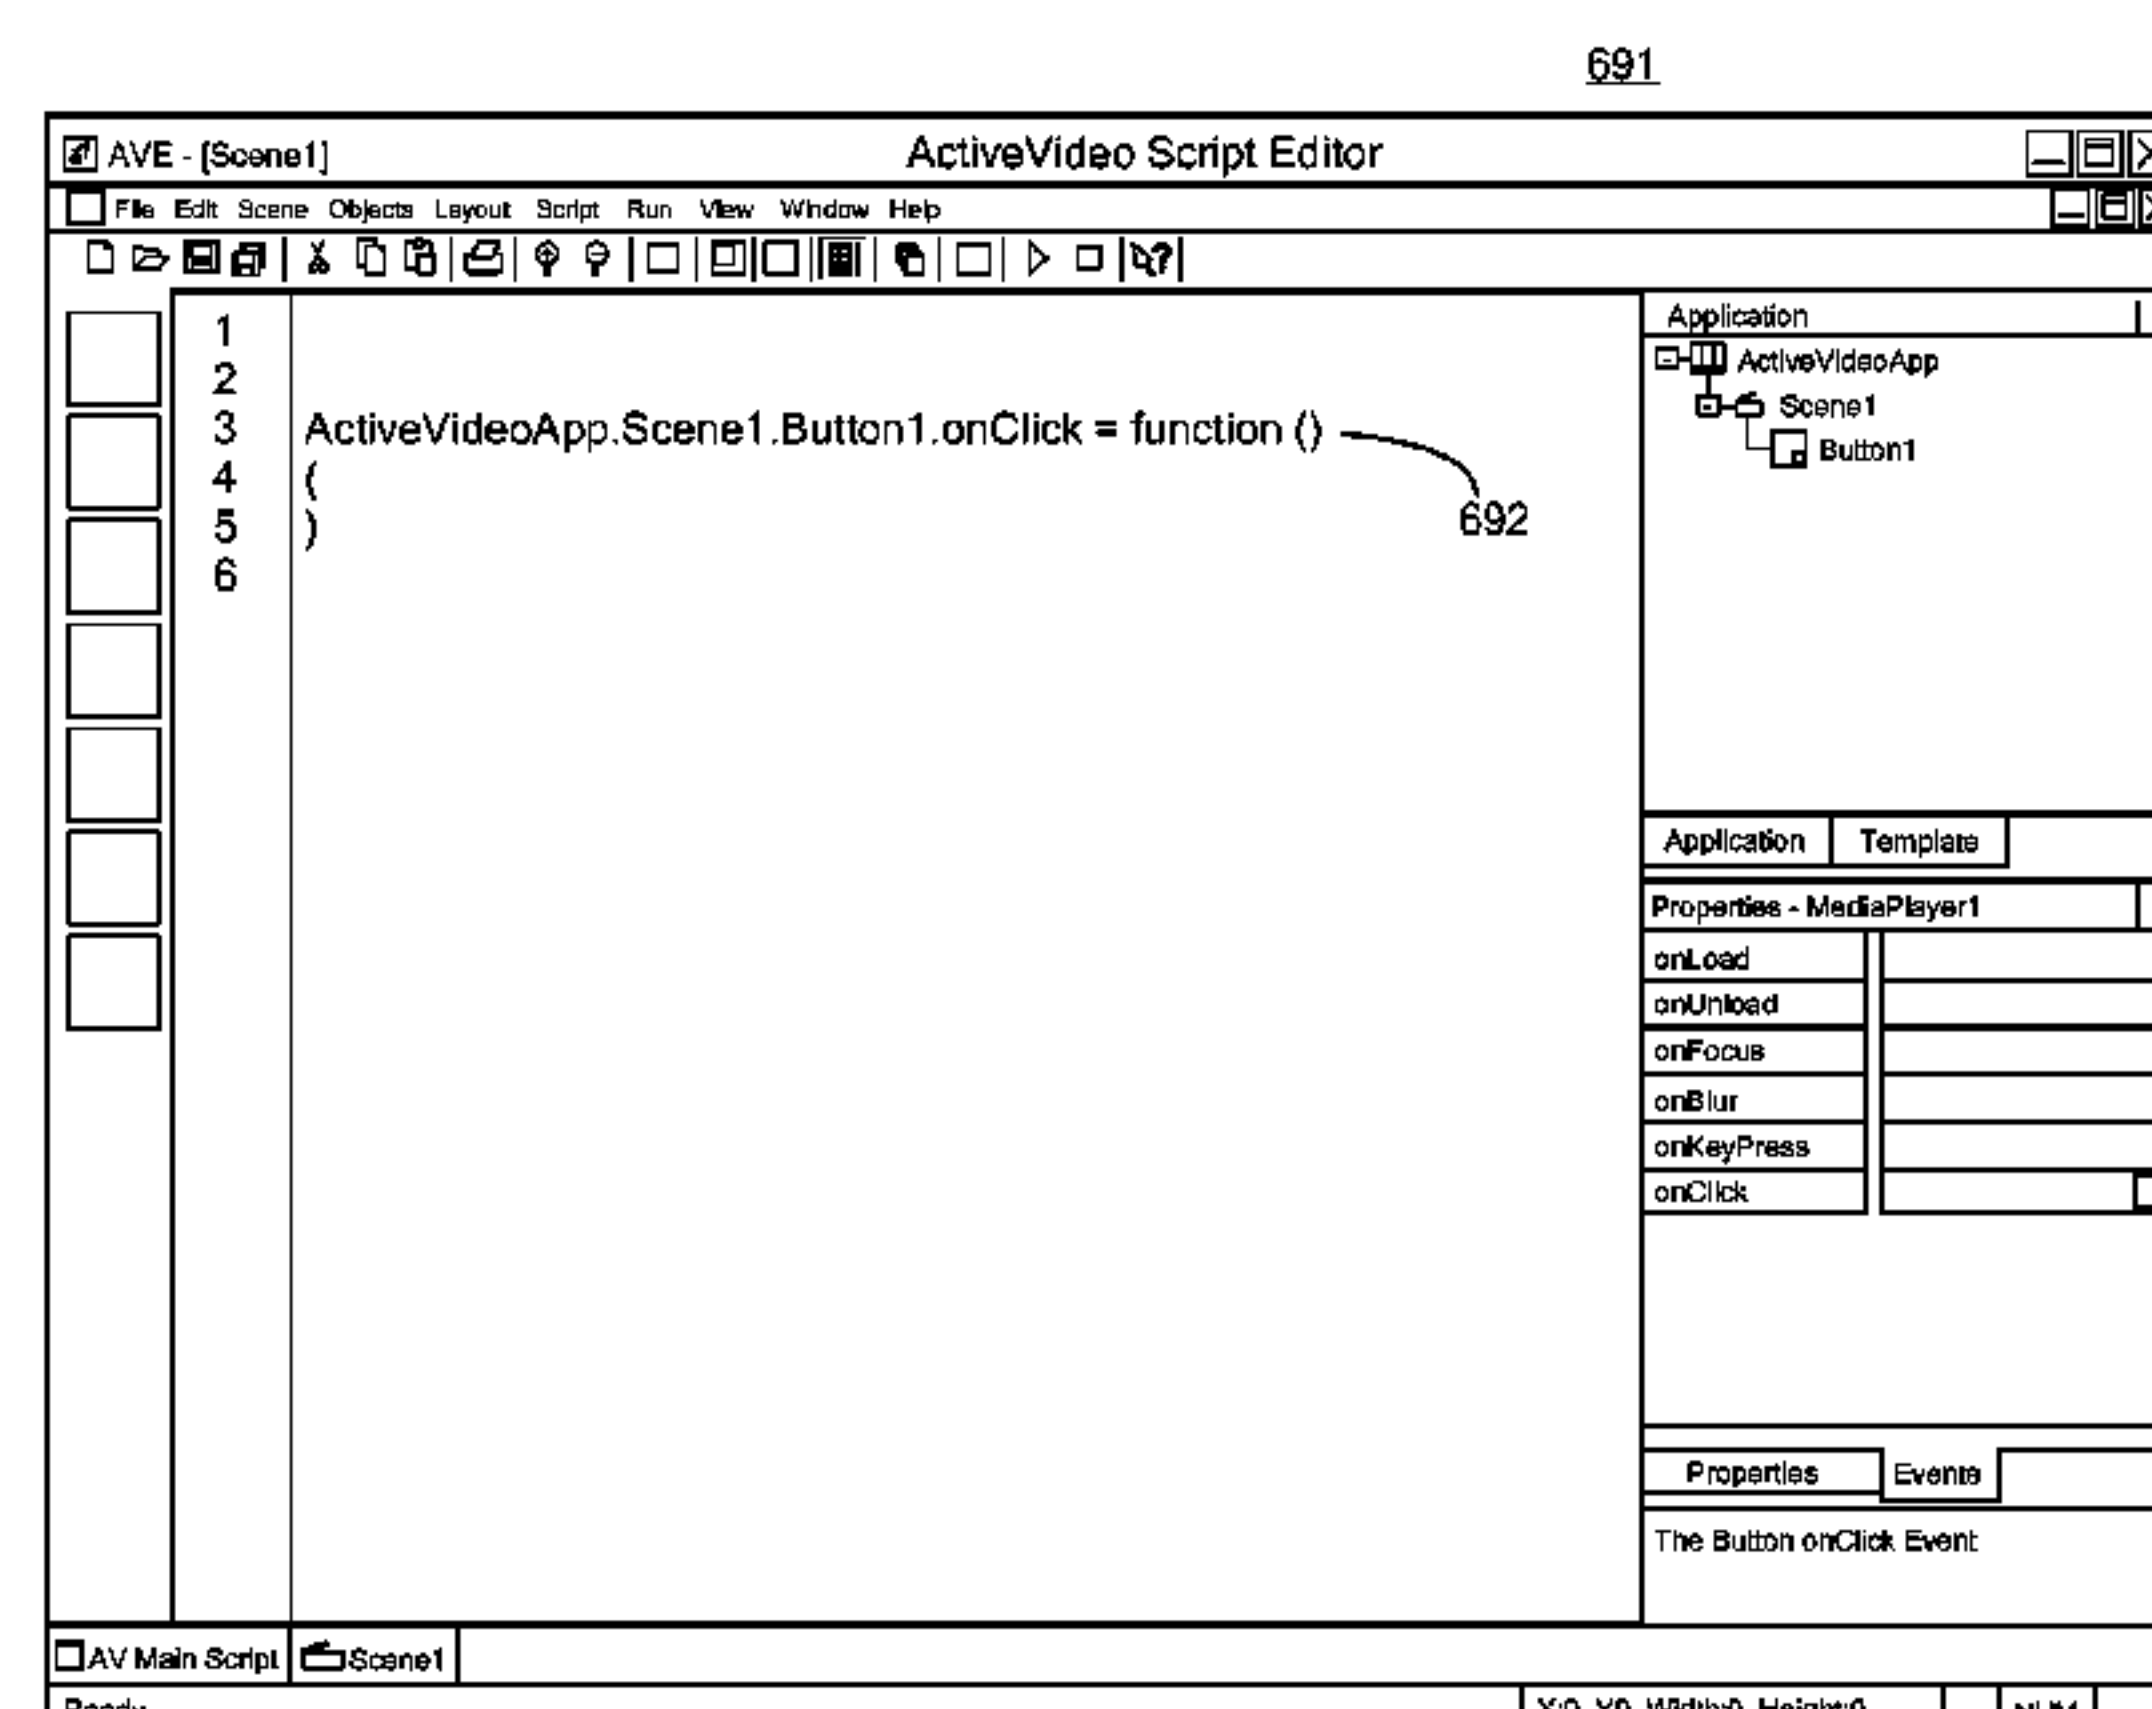 691
AVE - [Scene1] ActiveVideo Script Editor
File Edit Scene Objects Layout Script Run View Window Help
1
2
3 ActiveVideoApp.Scene1.Button1.onClick = function ()
4 (
5 )
6
692
Application
ActiveVideoApp
Scene1
Button1
Application Template
Properties - MediaPlayer1
onLoad
onUnload
onFocus
onBlur
onKeyPress
onClick
Properties Events
The Button onClick Event
AV Main Script Scene1
Ready